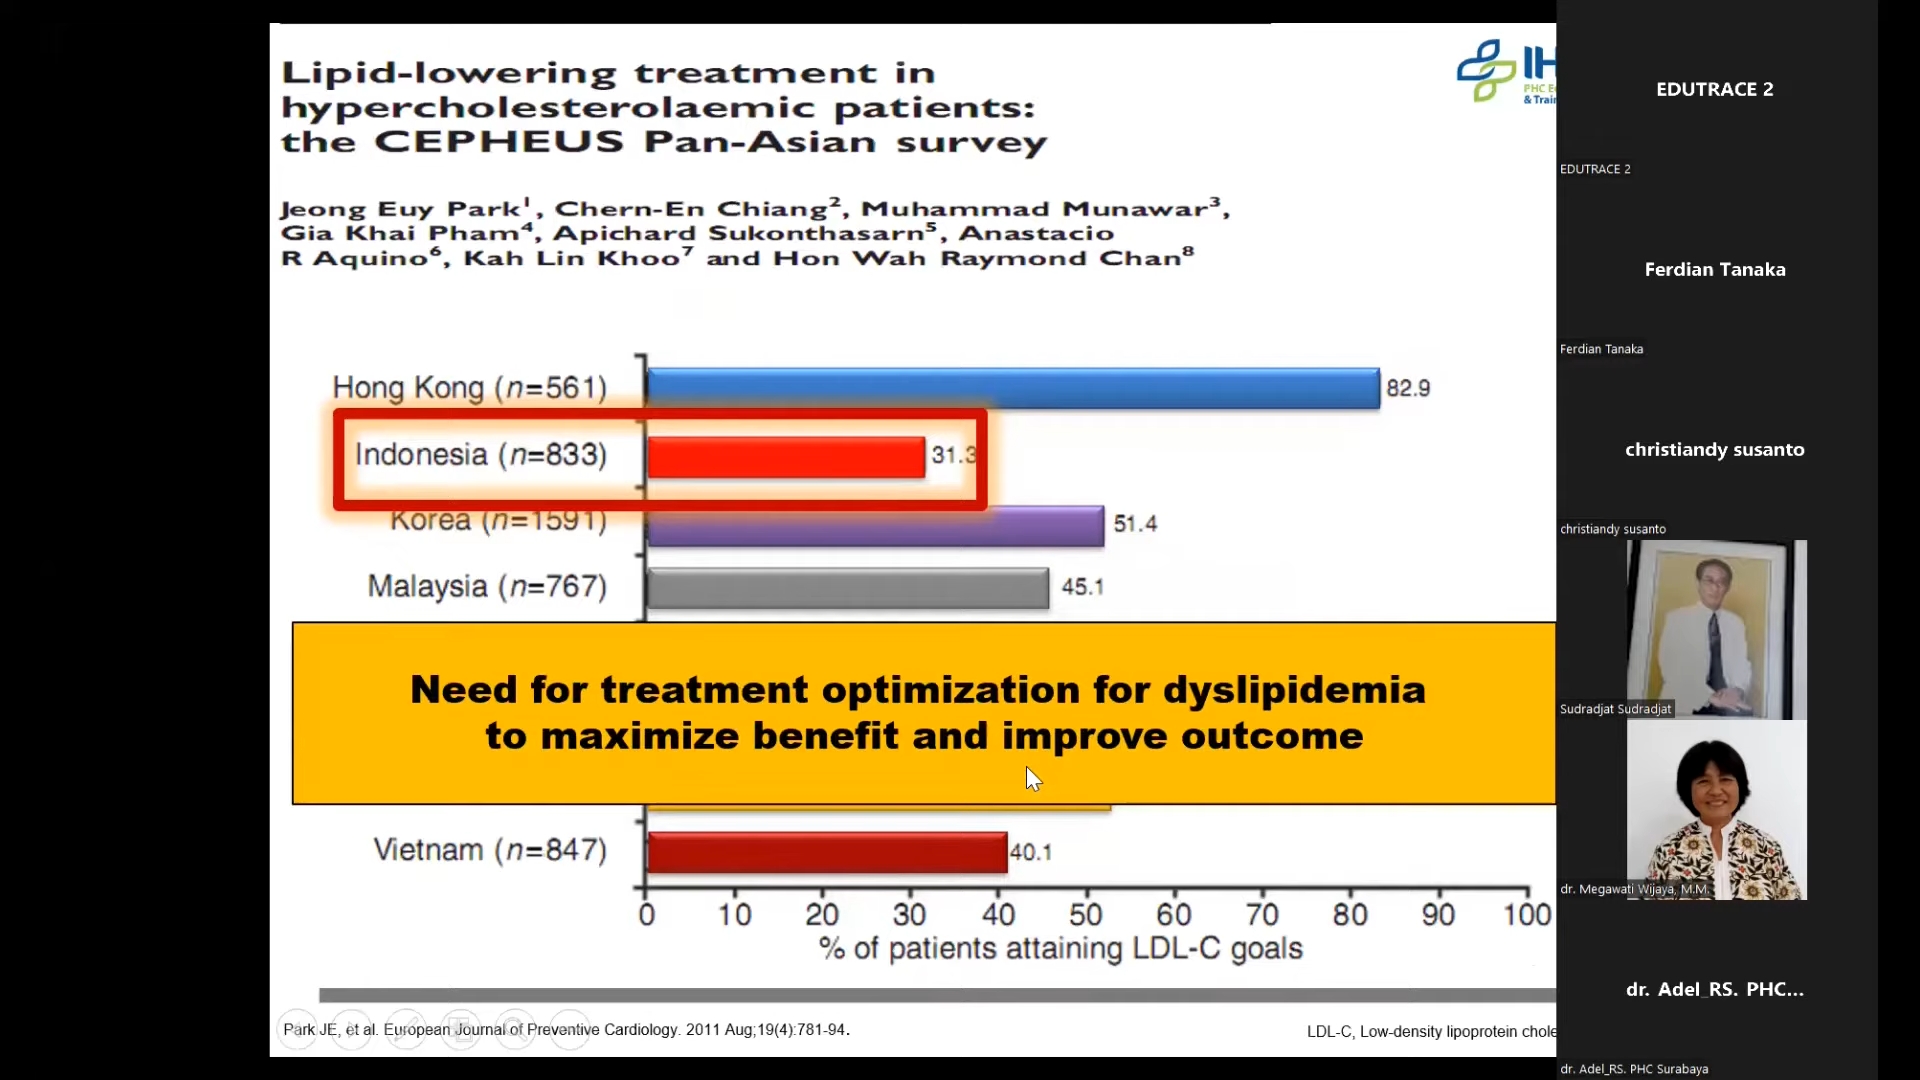 Lipid-lowering treatment in
hypercholesterolaemic patients:
the CEPHEUS Pan-Asian survey
IH
PHC E
& Trai
Jeong Euy Park1, Chern-En Chiang2, Muhammad Munawar3,
Gia Khai Pham4, Apichard Sukonthasarn5, Anastacio
R Aquino6, Kah Lin Khoo7 and Hon Wah Raymond Chan8
Hong Kong (n=561) 82.9
Indonesia (n=833) 31.3
Korea (n=1591) 51.4
Malaysia (n=767) 45.1
Need for treatment optimization for dyslipidemia
to maximize benefit and improve outcome
Vietnam (n=847) 40.1
0 10 20 30 40 50 60 70 80 90 100
% of patients attaining LDL-C goals
Park JE, et al. European Journal of Preventive Cardiology. 2011 Aug;19(4):781-94.
LDL-C, Low-density lipoprotein chole
EDUTRACE 2
EDUTRACE 2
Ferdian Tanaka
Ferdian Tanaka
christiandy susanto
christiandy susanto
Sudradjat Sudradjat
dr. Megawati Wijaya, M.M.
dr. Adel_RS. PHC...
dr. Adel_RS. PHC Surabaya